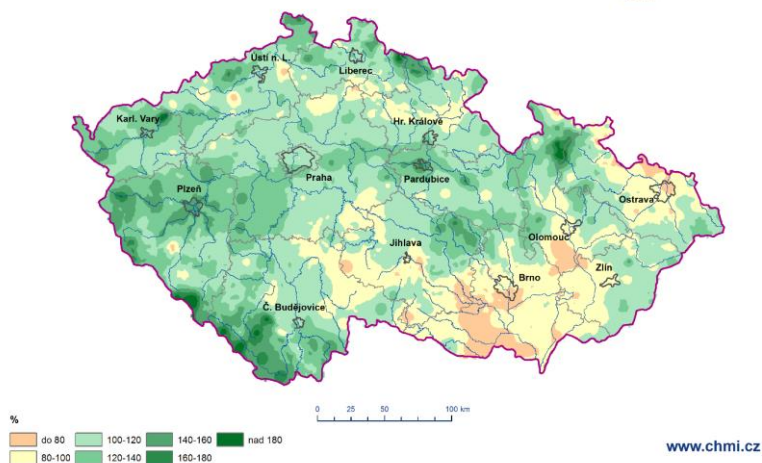 Ústí n. L.
Liberec
Karl. Vary
Hr. Králové
Praha
Pardubice
Plzeň
Ostrava
Olomouc
Jihlava
Zlín
Brno
Č. Budějovice
%
0 25 50 100 km
do 80 100-120 140-160 nad 180
80-100 120-140 160-180
www.chmi.cz